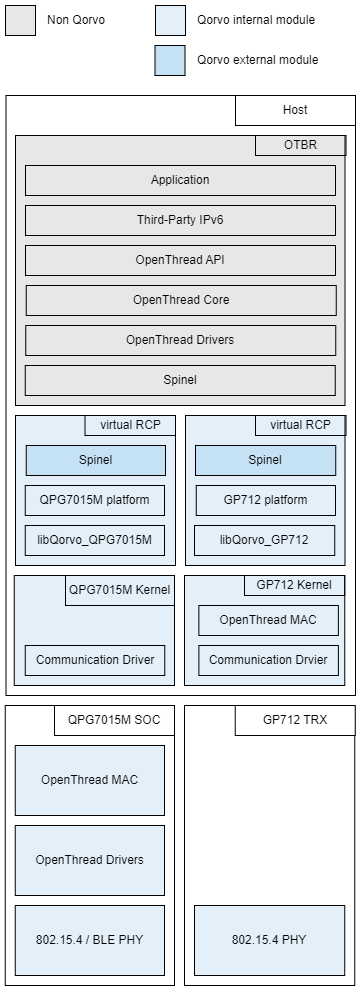 Non Qorvo
Qorvo internal module
Qorvo external module
Host
OTBR
Application
Third-Party IPv6
OpenThread API
OpenThread Core
OpenThread Drivers
Spinel
virtual RCP
Spinel
QPG7015M platform
libQorvo_QPG7015M
virtual RCP
Spinel
GP712 platform
libQorvo_GP712
QPG7015M Kernel
Communication Driver
GP712 Kernel
OpenThread MAC
Communication Drvier
QPG7015M SOC
OpenThread MAC
OpenThread Drivers
802.15.4 / BLE PHY
GP712 TRX
802.15.4 PHY